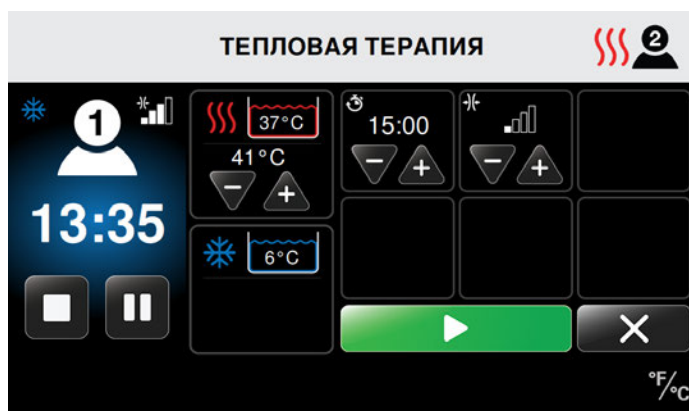 ТЕПЛОВАЯ ТЕРАПИЯ
2
1
13:35
37°C
41°C
− +
6°C
15:00
− +
− +
°F/°C